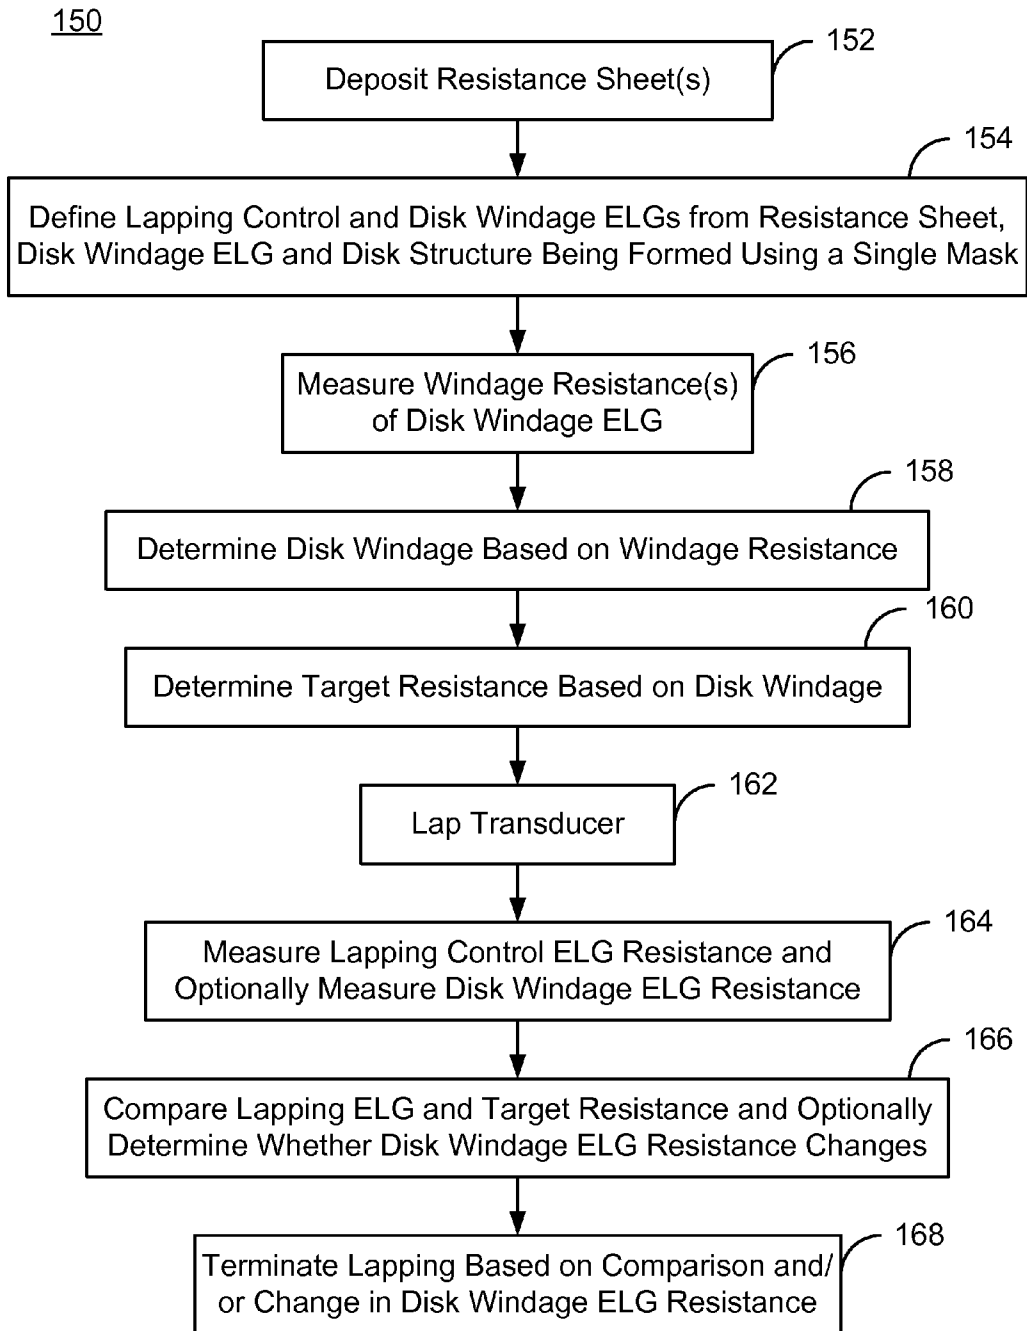 150
152
Deposit Resistance Sheet(s)
154
Define Lapping Control and Disk Windage ELGs from Resistance Sheet,
Disk Windage ELG and Disk Structure Being Formed Using a Single Mask
156
Measure Windage Resistance(s)
of Disk Windage ELG
158
Determine Disk Windage Based on Windage Resistance
160
Determine Target Resistance Based on Disk Windage
162
Lap Transducer
164
Measure Lapping Control ELG Resistance and
Optionally Measure Disk Windage ELG Resistance
166
Compare Lapping ELG and Target Resistance and Optionally
Determine Whether Disk Windage ELG Resistance Changes
168
Terminate Lapping Based on Comparison and/
or Change in Disk Windage ELG Resistance